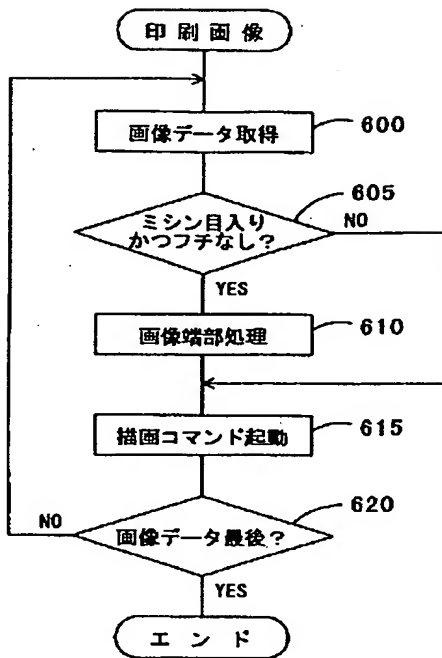 印刷画像
画像データ取得
600
ミシン目入り
かつフチなし?
605
NO
YES
画像端部処理
610
描画コマンド起動
615
画像データ最後?
620
NO
YES
エンド